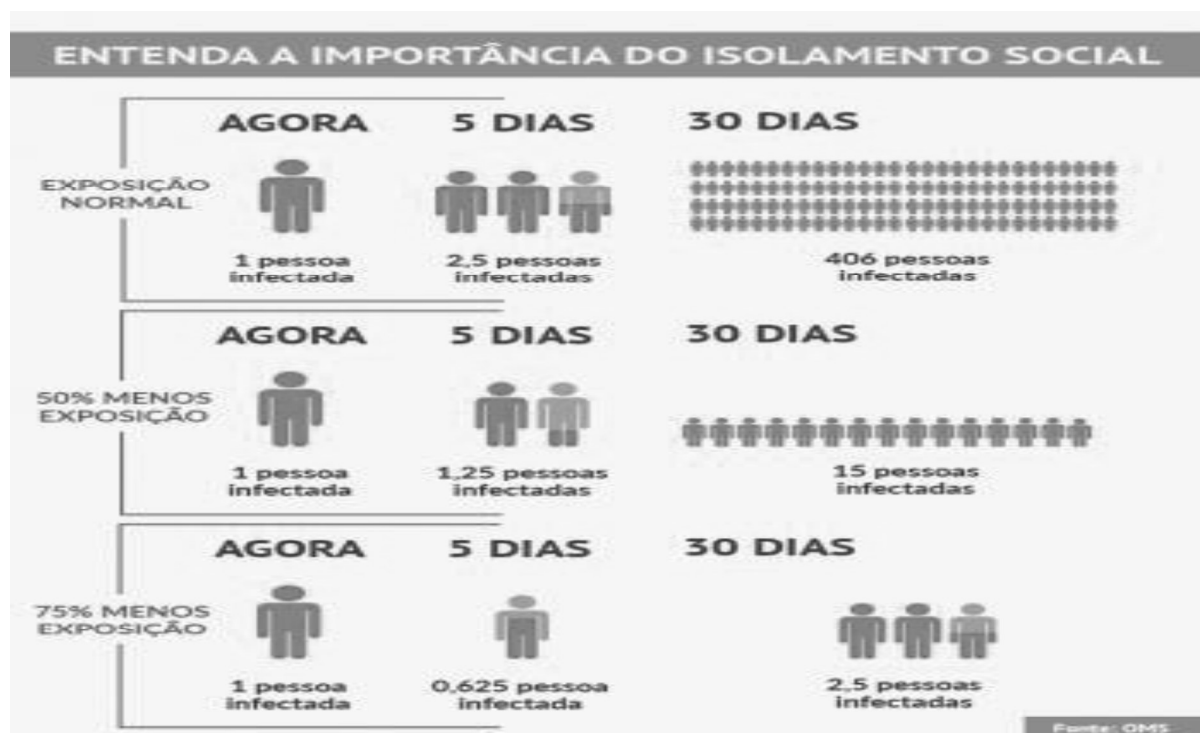 ENTENDA A IMPORTÂNCIA DO ISOLAMENTO SOCIAL
EXPOSIÇÃO
NORMAL
AGORA
1 pessoa
infectada
5 DIAS
2,5 pessoas
infectadas
30 DIAS
406 pessoas
infectadas
50% MENOS
EXPOSIÇÃO
AGORA
1 pessoa
infectada
5 DIAS
1,25 pessoas
infectadas
30 DIAS
15 pessoas
infectadas
75% MENOS
EXPOSIÇÃO
AGORA
1 pessoa
infectada
5 DIAS
0,625 pessoa
infectada
30 DIAS
2,5 pessoas
infectadas
Fonte: OMS